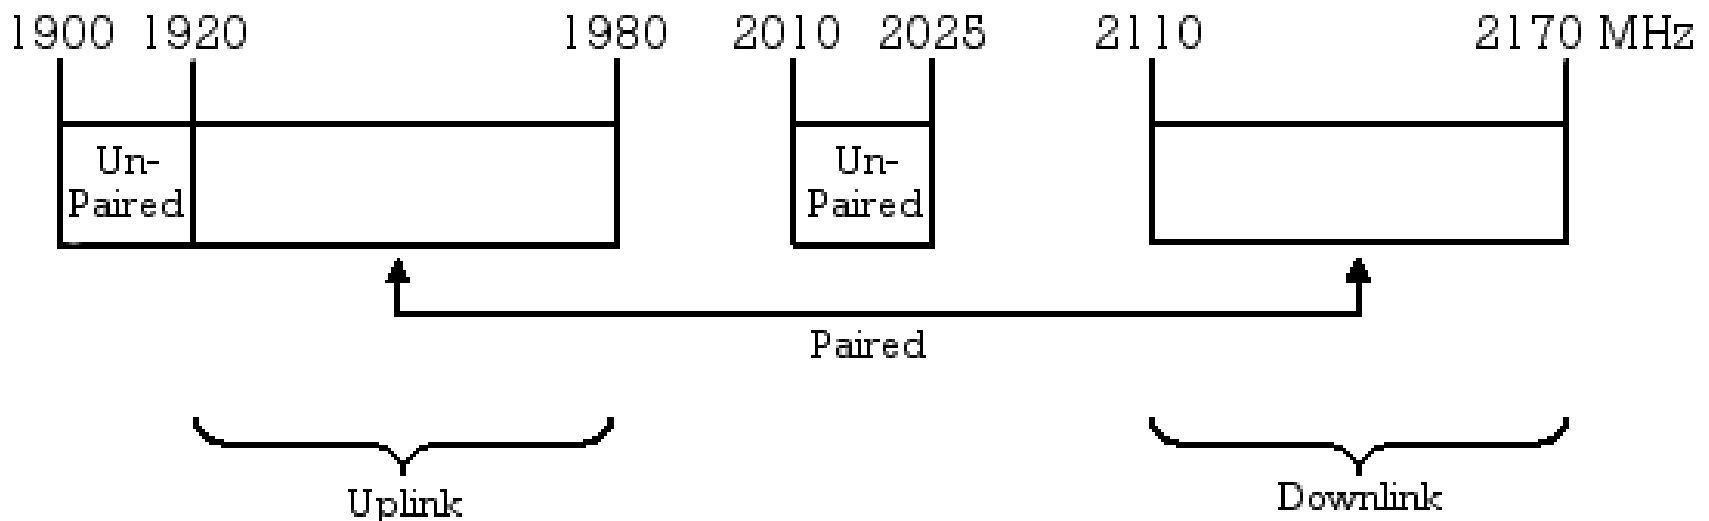 1900 1920 1980 2010 2025 2110 2170 MHz
Un-
Paired
Un-
Paired
Paired
Uplink
Downlink